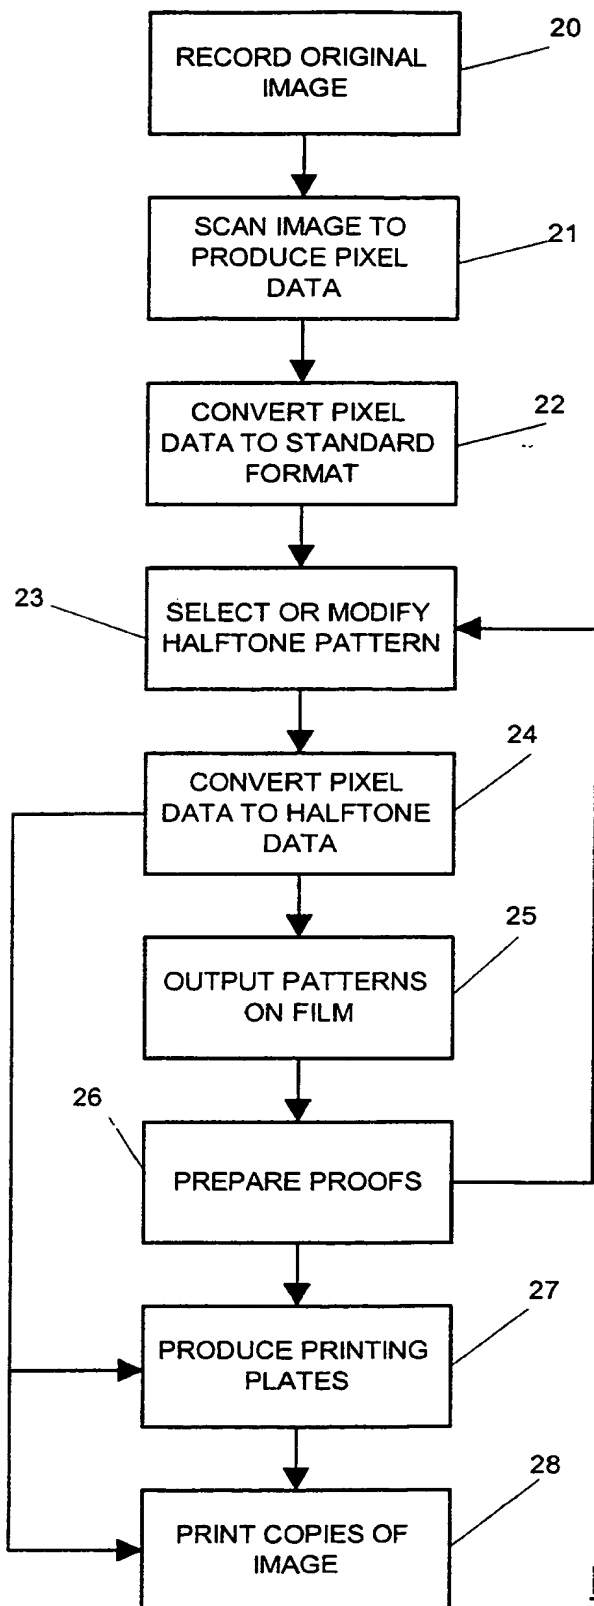 20
RECORD ORIGINAL
IMAGE
SCAN IMAGE TO
PRODUCE PIXEL
DATA
21
CONVERT PIXEL
DATA TO STANDARD
FORMAT
22
23
SELECT OR MODIFY
HALFTONE PATTERN
24
CONVERT PIXEL
DATA TO HALFTONE
DATA
25
OUTPUT PATTERNS
ON FILM
26
PREPARE PROOFS
27
PRODUCE PRINTING
PLATES
28
PRINT COPIES OF
IMAGE